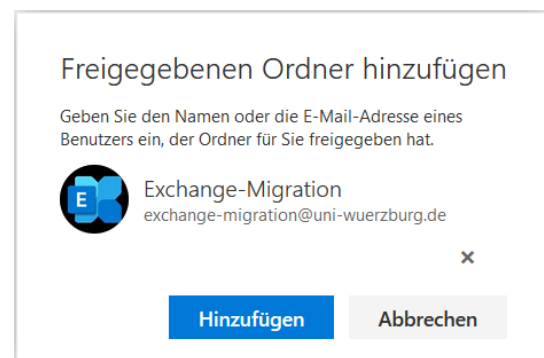 Freigegebenen Ordner hinzufügen
Geben Sie den Namen oder die E-Mail-Adresse eines
Benutzers ein, der Ordner für Sie freigegeben hat.
E
Exchange-Migration
exchange-migration@uni-wuerzburg.de
Hinzufügen
Abbrechen